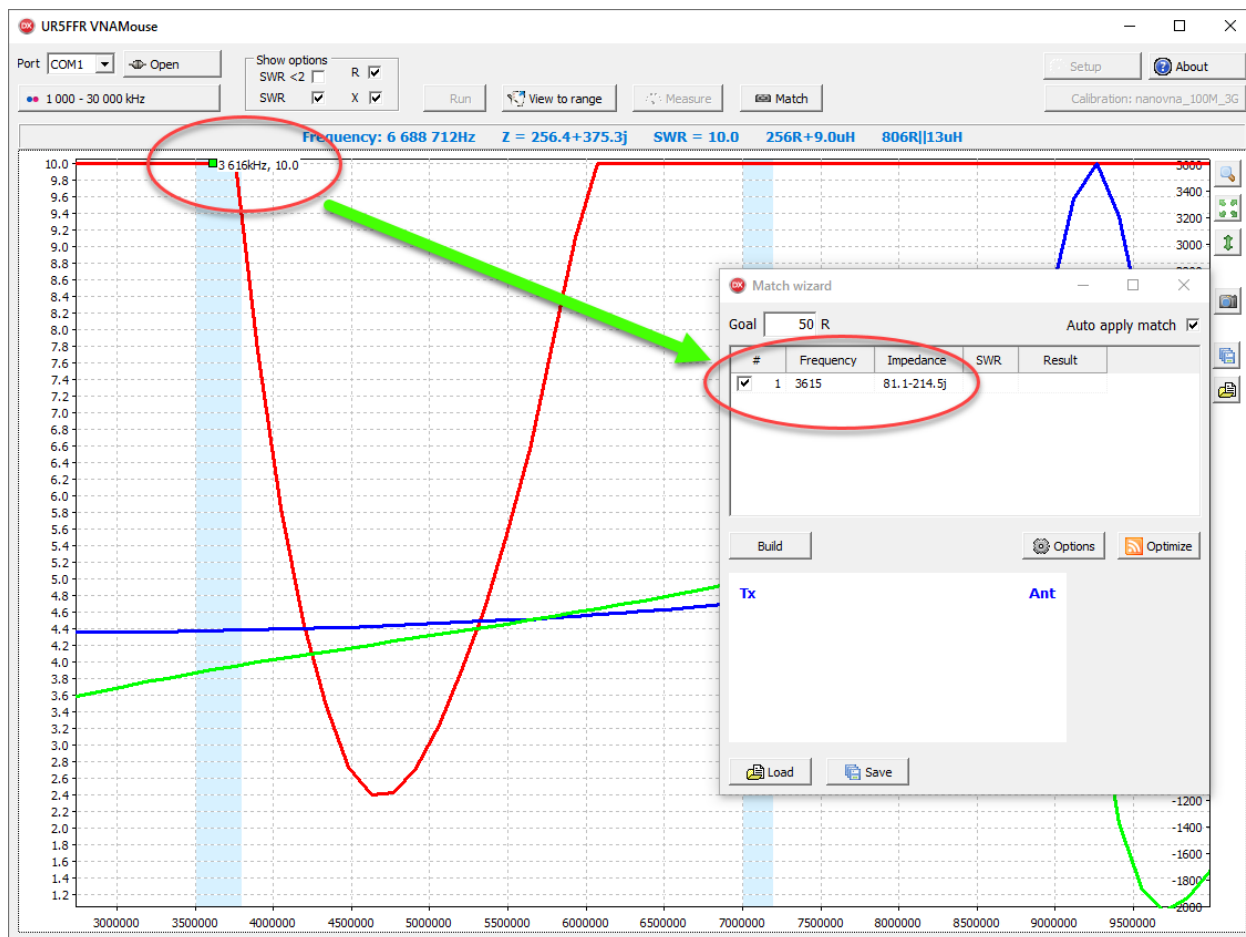 UR5FFR VNAMouse
Port COM1 Open
Show options
SWR <2 R
SWR X
Setup About
1 000 - 30 000 kHz
Run View to range Measure Match
Calibration: nanovna_100M_3G
Frequency: 6 688 712Hz Z = 256.4+375.3j SWR = 10.0 256R+9.0uH 806R||13uH
3 616kHz, 10.0
10.0
9.8
9.6
9.4
9.2
9.0
8.8
8.6
8.4
8.2
8.0
7.8
7.6
7.4
7.2
7.0
6.8
6.6
6.4
6.2
6.0
5.8
5.6
5.4
5.2
5.0
4.8
4.6
4.4
4.2
4.0
3.8
3.6
3.4
3.2
3.0
2.8
2.6
2.4
2.2
2.0
1.8
1.6
1.4
1.2
3400
3200
3000
Match wizard
Goal 50 R Auto apply match
# Frequency Impedance SWR Result
1 3615 81.1-214.5j
Build Options Optimize
Tx Ant
Load Save
-1200
-1400
-1600
-1800
-2000
3000000 3500000 4000000 4500000 5000000 5500000 6000000 6500000 7000000 7500000 8000000 8500000 9000000 9500000